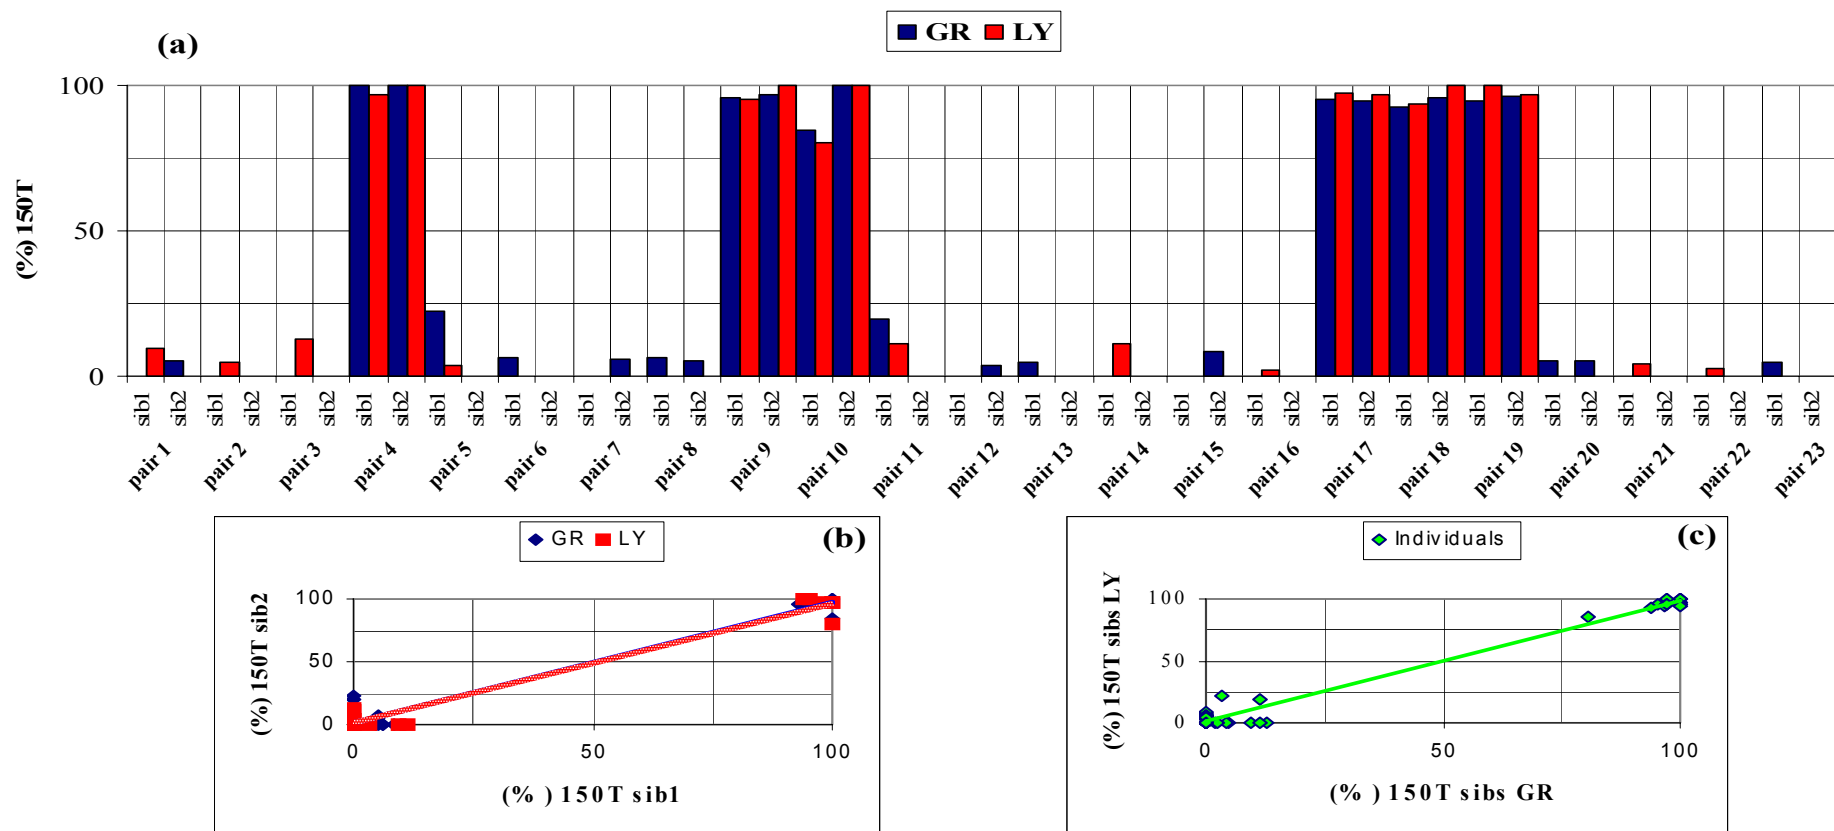 (a)
GR LY
100
50
0
(%) 150T
sib1 sib2 sib1 sib2 sib1 sib2 sib1 sib2 sib1 sib2 sib1 sib2 sib1 sib2 sib1 sib2 sib1 sib2 sib1 sib2 sib1 sib2 sib1 sib2 sib1 sib2 sib1 sib2 sib1 sib2 sib1 sib2 sib1 sib2 sib1 sib2 sib1 sib2 sib1 sib2 sib1 sib2 sib1 sib2 sib1 sib2
pair 1 pair 2 pair 3 pair 4 pair 5 pair 6 pair 7 pair 8 pair 9 pair 10 pair 11 pair 12 pair 13 pair 14 pair 15 pair 16 pair 17 pair 18 pair 19 pair 20 pair 21 pair 22 pair 23
GR LY
(b)
(%) 150T sib2
100
50
0
0 50 100
(% ) 150T sib1
Individuals
(c)
(%) 150T sibs LY
100
50
0
0 50 100
(% ) 150T sibs GR